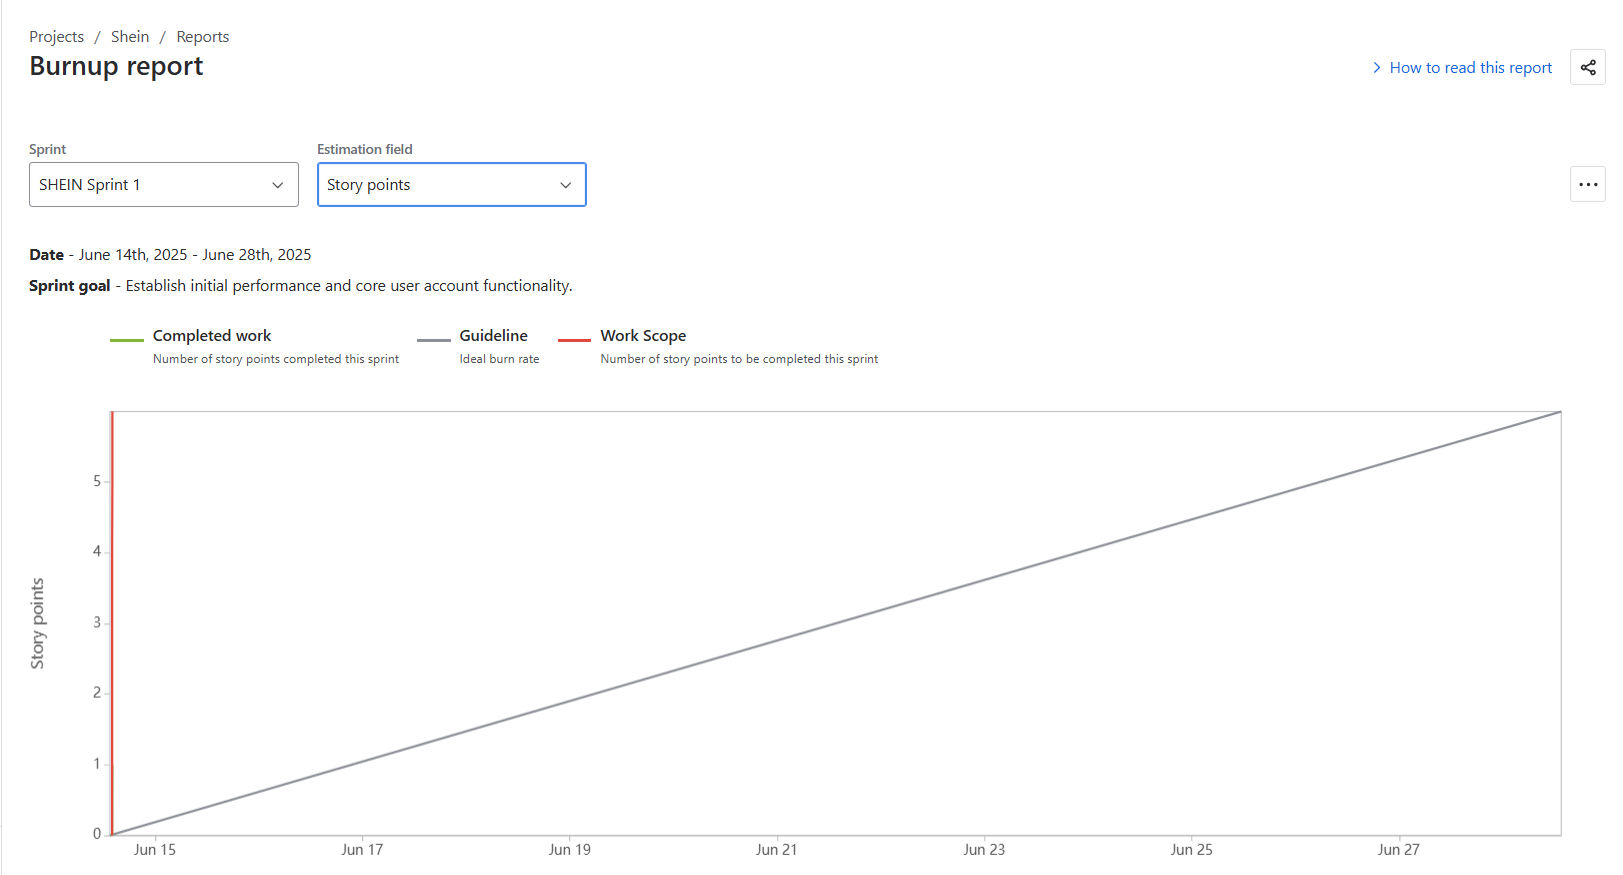 Projects / Shein / Reports
Burnup report
How to read this report
Sprint
Estimation field
SHEIN Sprint 1
Story points
Date - June 14th, 2025 - June 28th, 2025
Sprint goal - Establish initial performance and core user account functionality.
Completed work
Number of story points completed this sprint
Guideline
Ideal burn rate
Work Scope
Number of story points to be completed this sprint
Story points
5
4
3
2
1
0
Jun 15 Jun 17 Jun 19 Jun 21 Jun 23 Jun 25 Jun 27